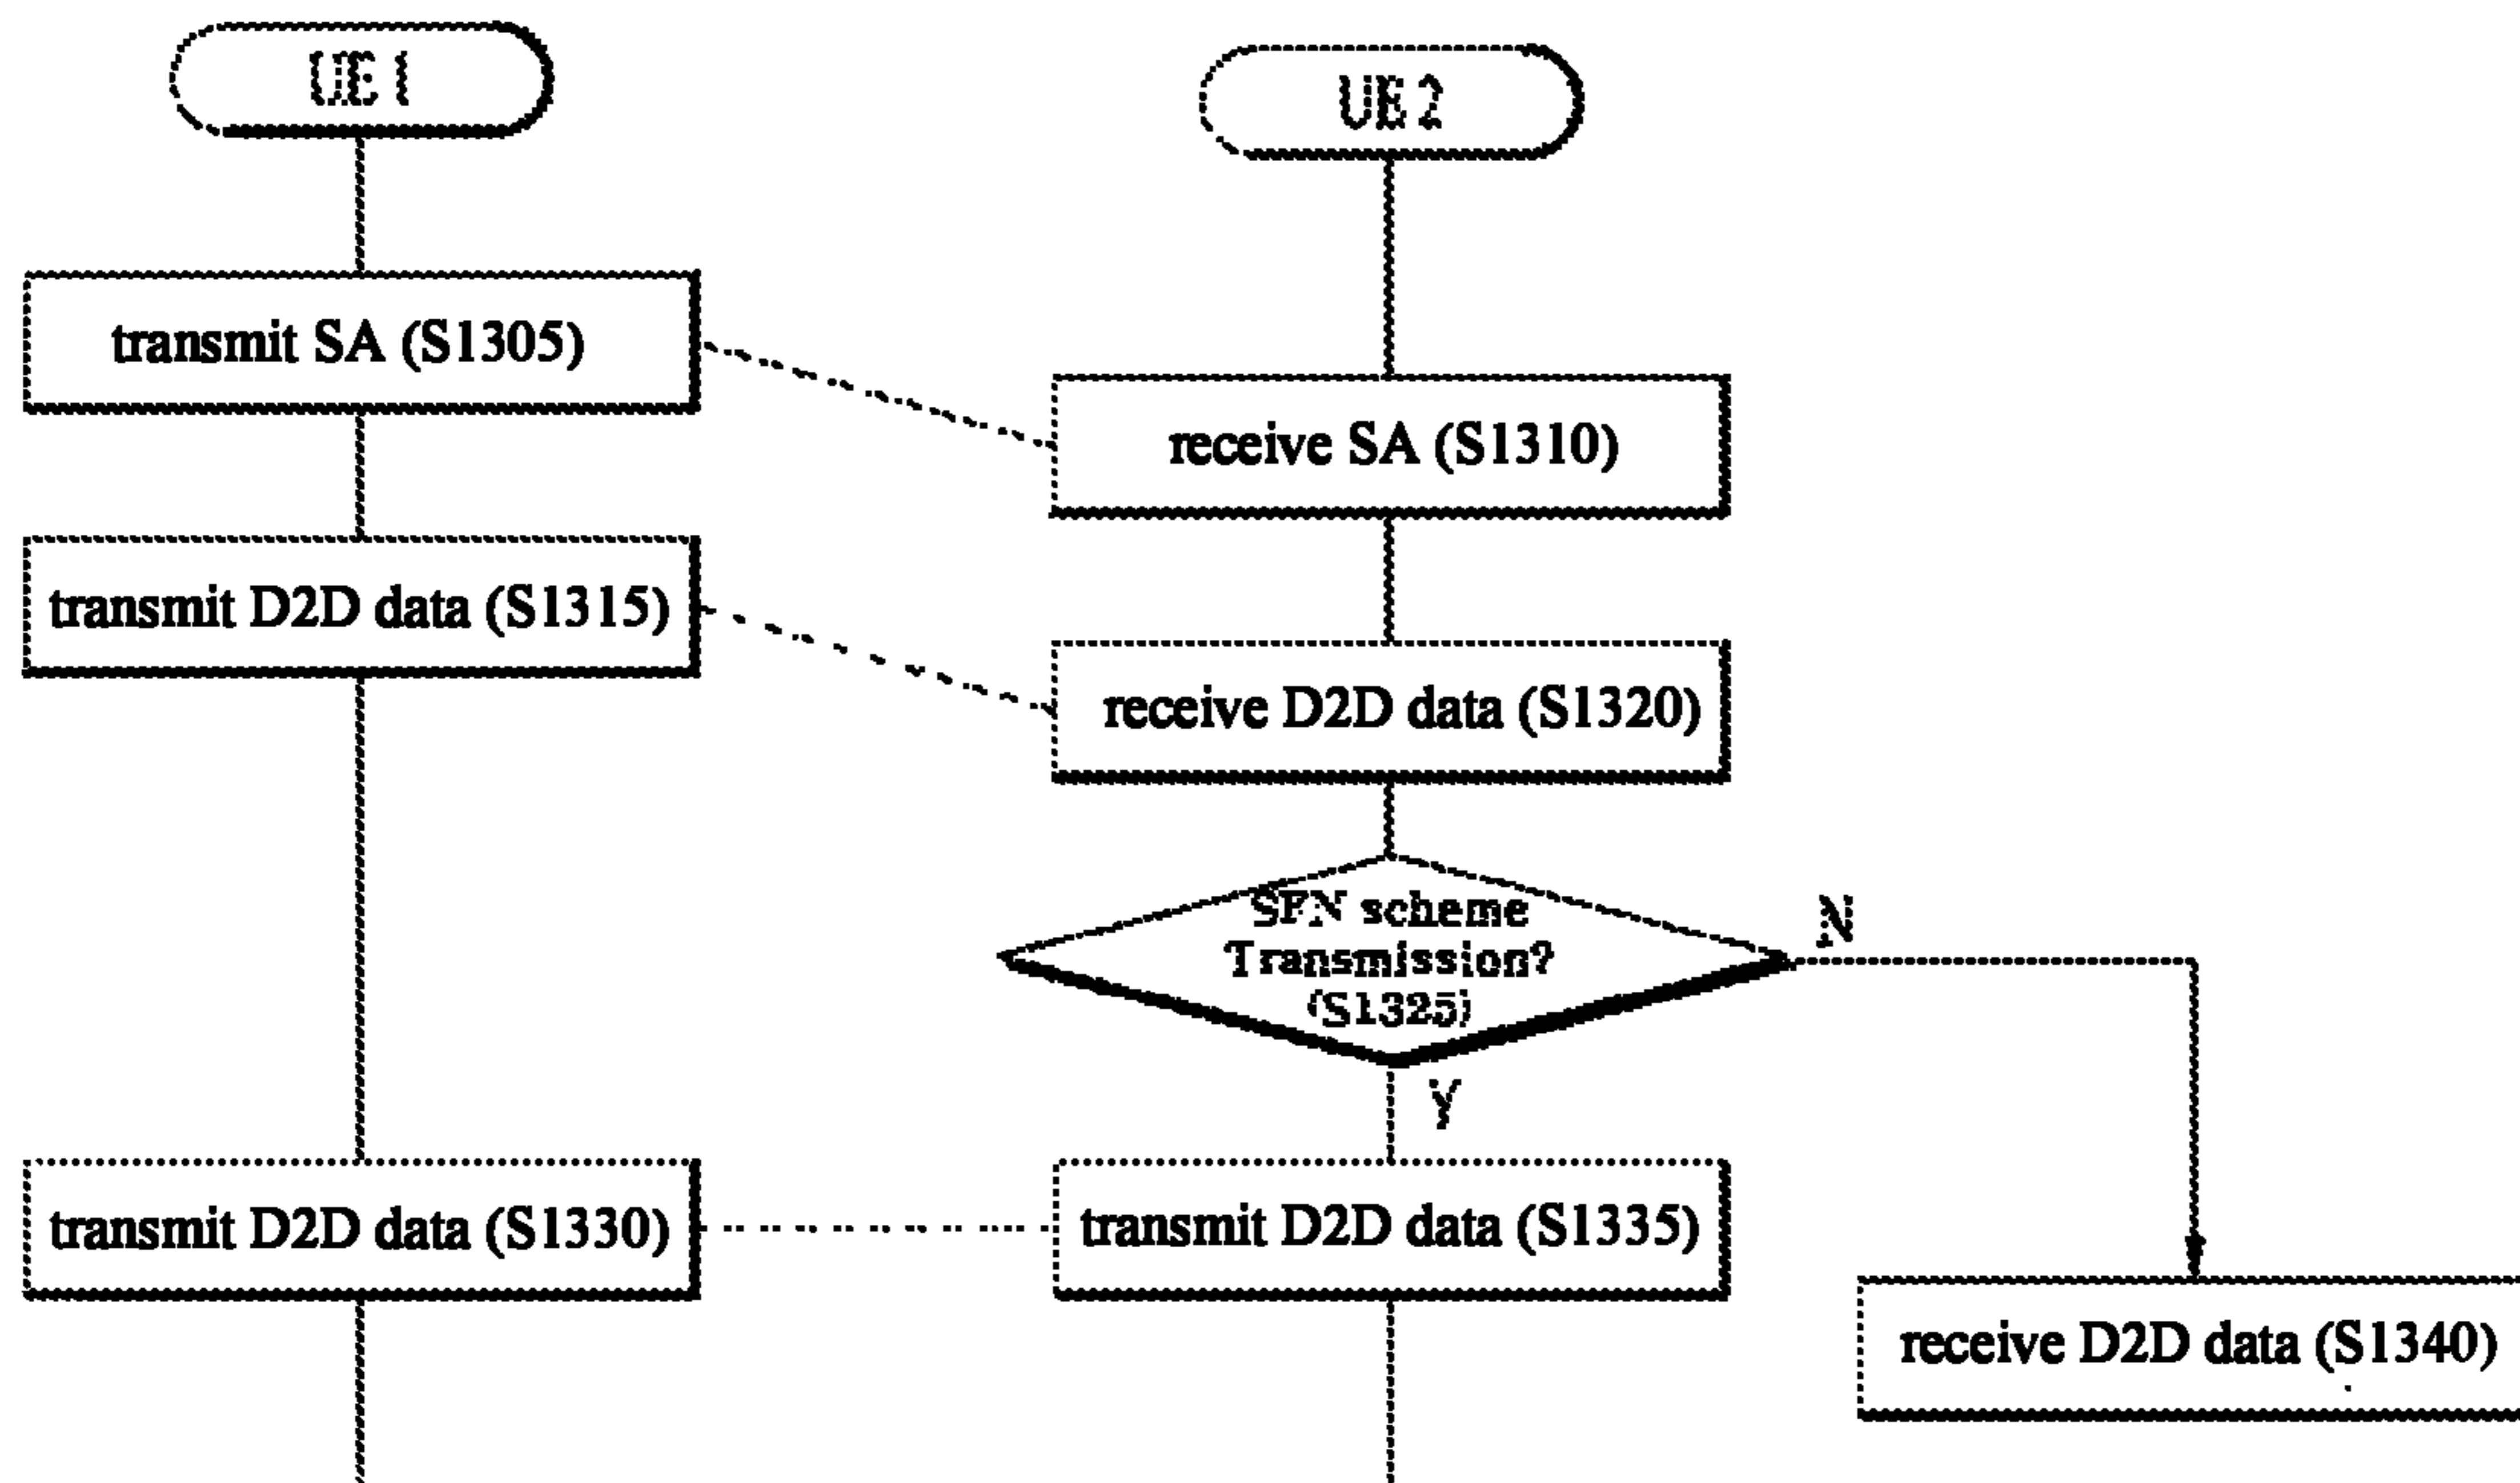 UE 1
UE 2
transmit SA (S1305)
receive SA (S1310)
transmit D2D data (S1315)
receive D2D data (S1320)
SFN scheme
Transmission?
(S1325)
N
Y
transmit D2D data (S1330)
transmit D2D data (S1335)
receive D2D data (S1340)